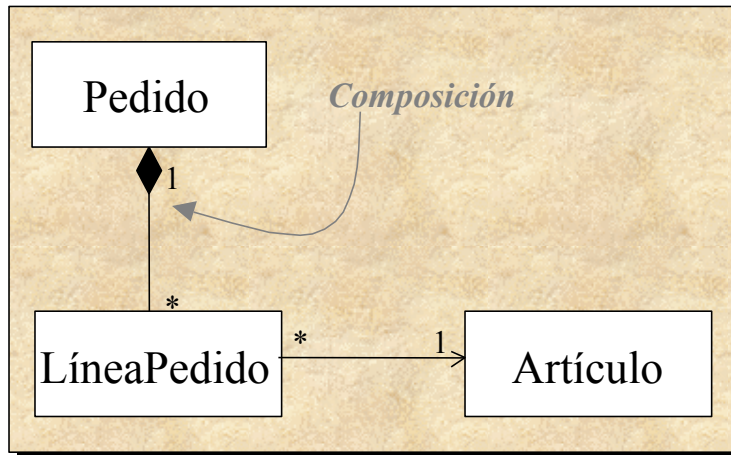 Pedido
Composición
1
*
LíneaPedido
*
1
Artículo